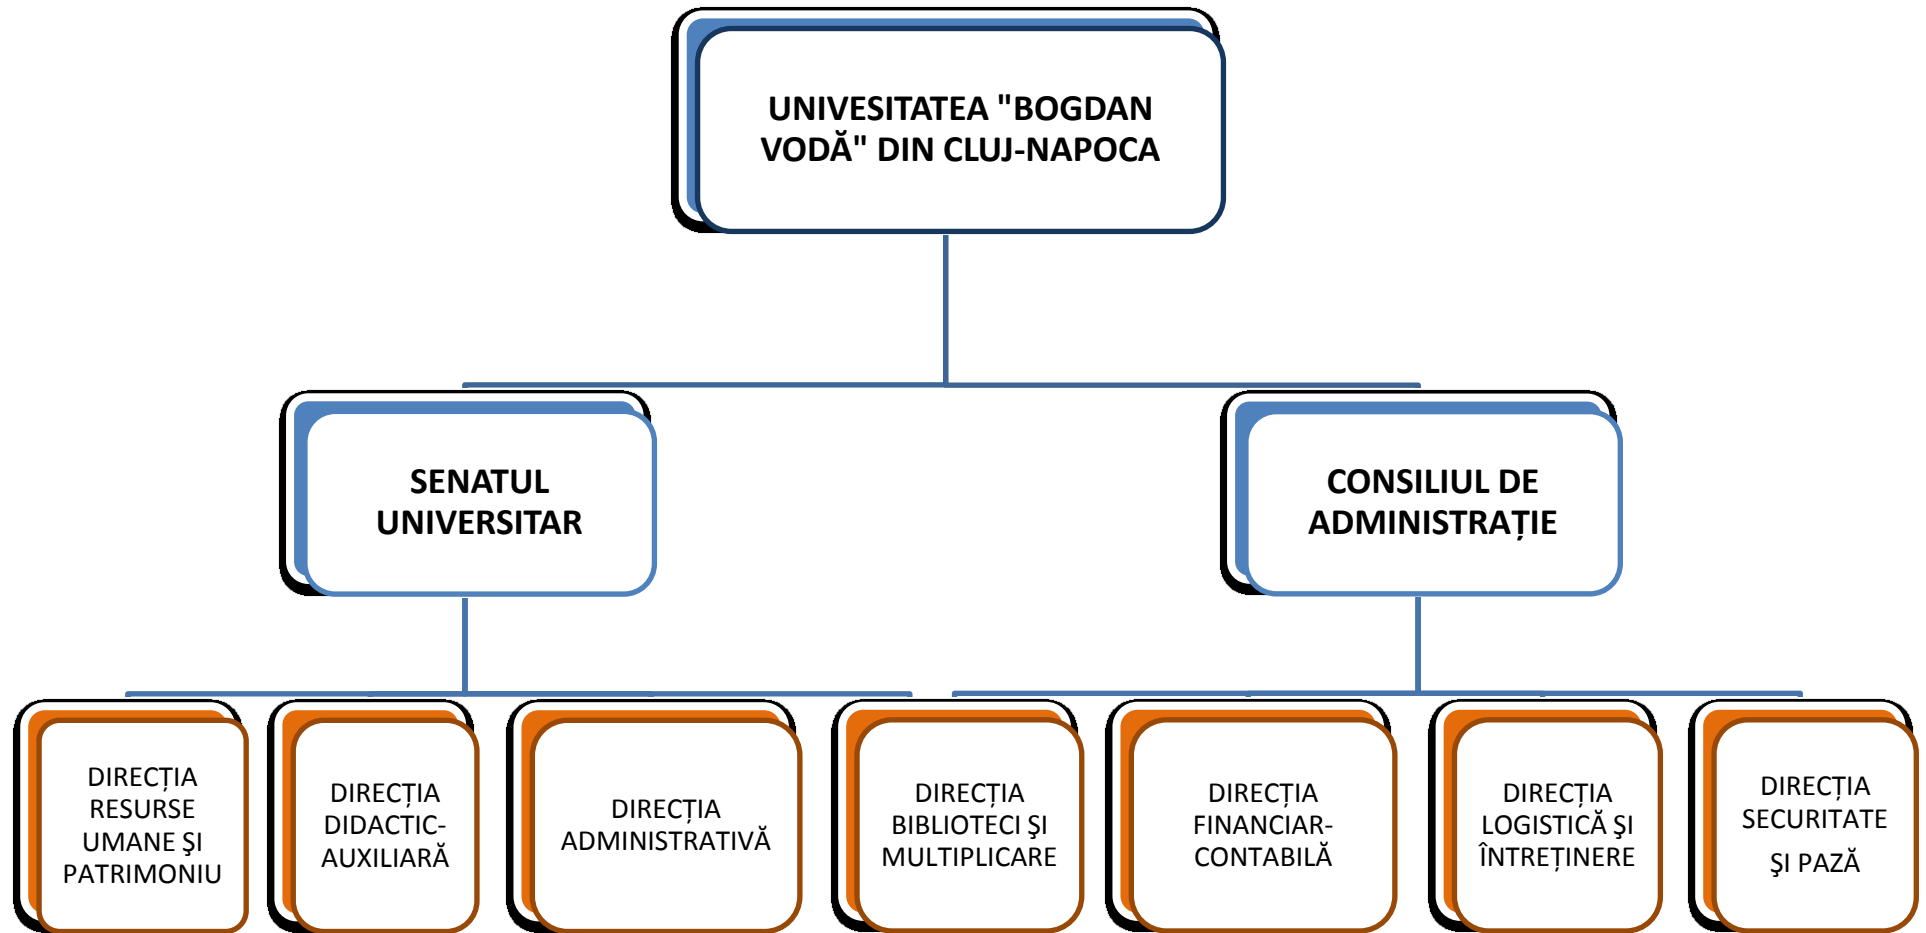 UNIVESITATEA "BOGDAN
VODĂ" DIN CLUJ-NAPOCA
SENATUL
UNIVERSITAR
CONSILIUL DE
ADMINISTRAȚIE
DIRECȚIA
RESURSE
UMANE ŞI
PATRIMONIU
DIRECȚIA
DIDACTIC-
AUXILIARĂ
DIRECȚIA
ADMINISTRATIVĂ
DIRECȚIA
BIBLIOTECI ŞI
MULTIPLICARE
DIRECȚIA
FINANCIAR-
CONTABILĂ
DIRECȚIA
LOGISTICĂ ŞI
ÎNTREȚINERE
DIRECȚIA
SECURITATE
ŞI PAZĂ